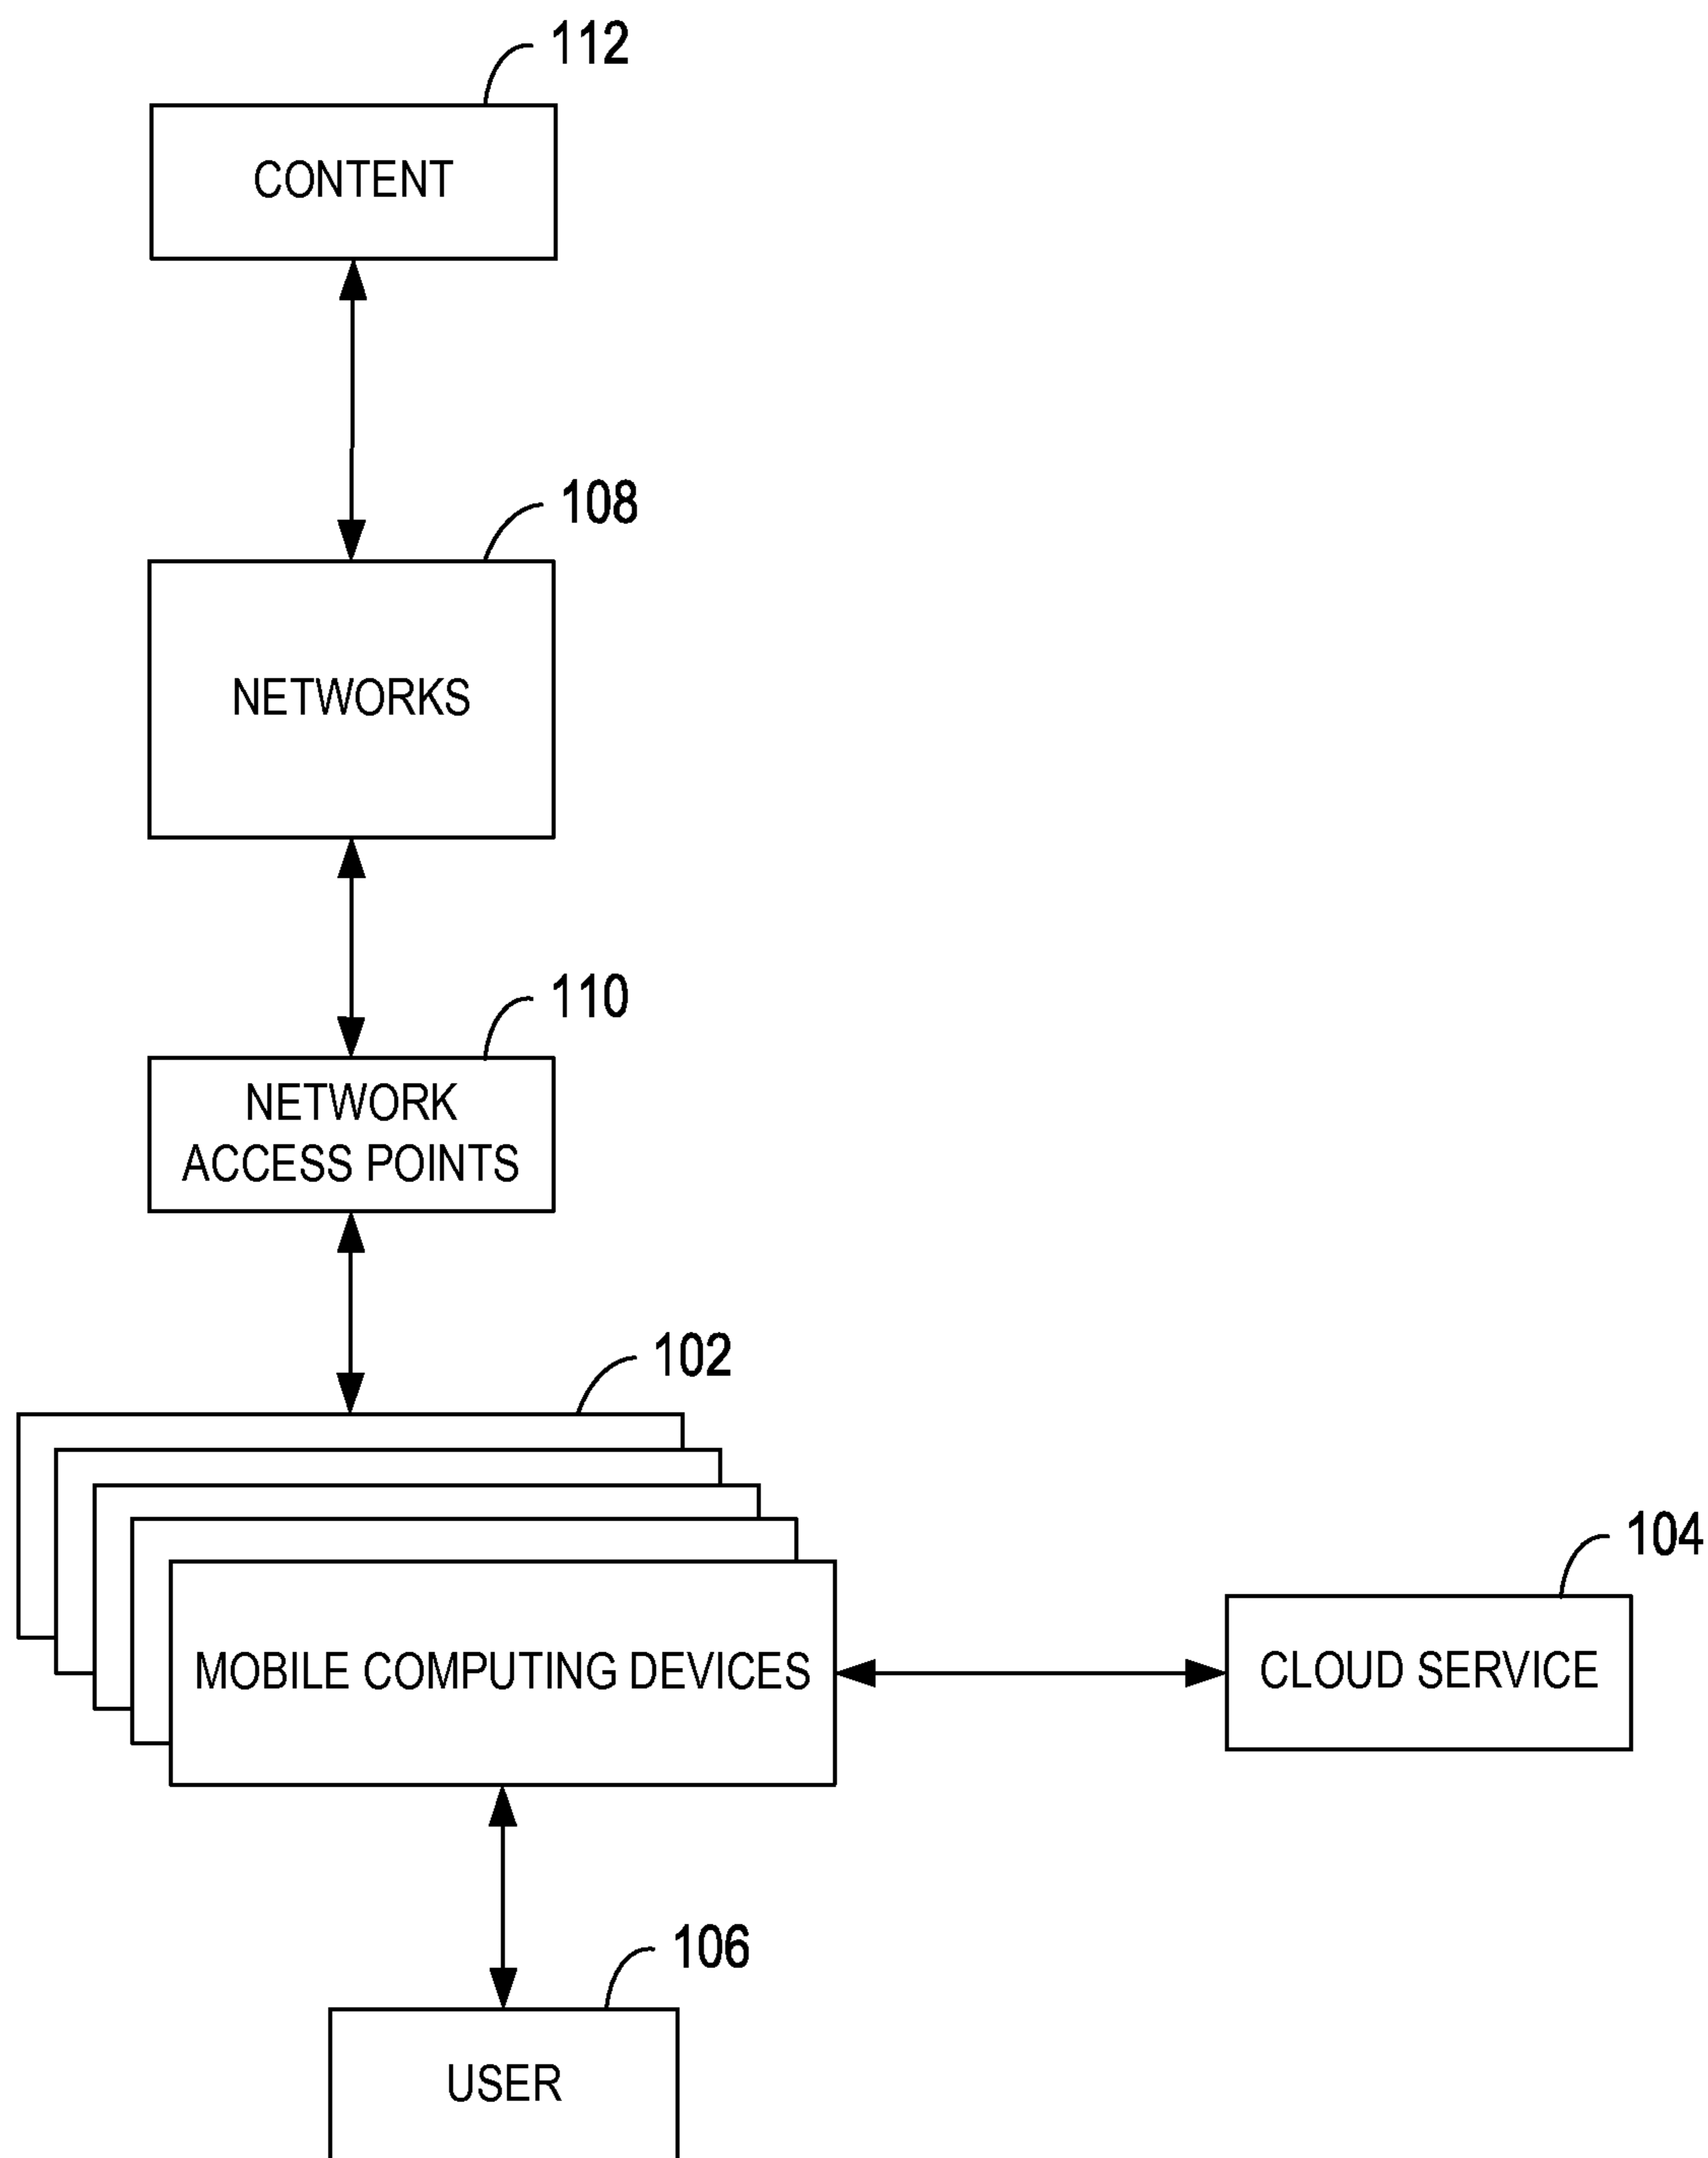 112
CONTENT
108
NETWORKS
110
NETWORK
ACCESS POINTS
102
104
MOBILE COMPUTING DEVICES
CLOUD SERVICE
106
USER